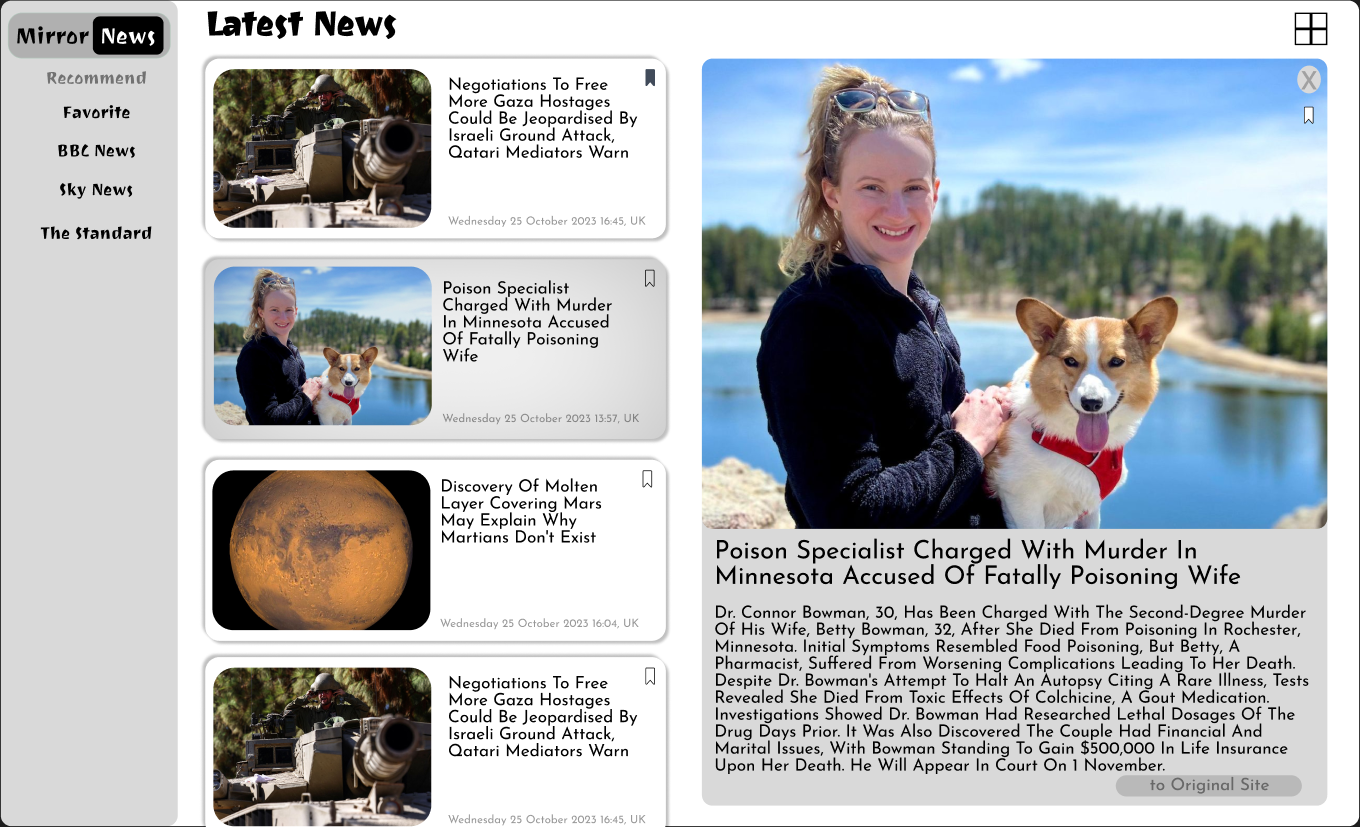 Mirror News
Recommend
Favorite
BBC News
Sky News
The Standard
Latest News
Negotiations To Free
More Gaza Hostages
Could Be Jeopardised By
Israeli Ground Attack,
Qatari Mediators Warn
Wednesday 25 October 2023 16:45, UK
Poison Specialist
Charged With Murder
In Minnesota Accused
Of Fatally Poisoning
Wife
Wednesday 25 October 2023 13:57, UK
Discovery Of Molten
Layer Covering Mars
May Explain Why
Martians Don't Exist
Wednesday 25 October 2023 16:04, UK
Negotiations To Free
More Gaza Hostages
Could Be Jeopardised By
Israeli Ground Attack,
Qatari Mediators Warn
Wednesday 25 October 2023 16:45, UK
X
Poison Specialist Charged With Murder In
Minnesota Accused Of Fatally Poisoning Wife
Dr. Connor Bowman, 30, Has Been Charged With The Second-Degree Murder
Of His Wife, Betty Bowman, 32, After She Died From Poisoning In Rochester,
Minnesota. Initial Symptoms Resembled Food Poisoning, But Betty, A
Pharmacist, Suffered From Worsening Complications Leading To Her Death.
Despite Dr. Bowman's Attempt To Halt An Autopsy Citing A Rare Illness, Tests
Revealed She Died From Toxic Effects Of Colchicine, A Gout Medication.
Investigations Showed Dr. Bowman Had Researched Lethal Dosages Of The
Drug Days Prior. It Was Also Discovered The Couple Had Financial And
Marital Issues, With Bowman Standing To Gain $500,000 In Life Insurance
Upon Her Death. He Will Appear In Court On 1 November.
to Original Site